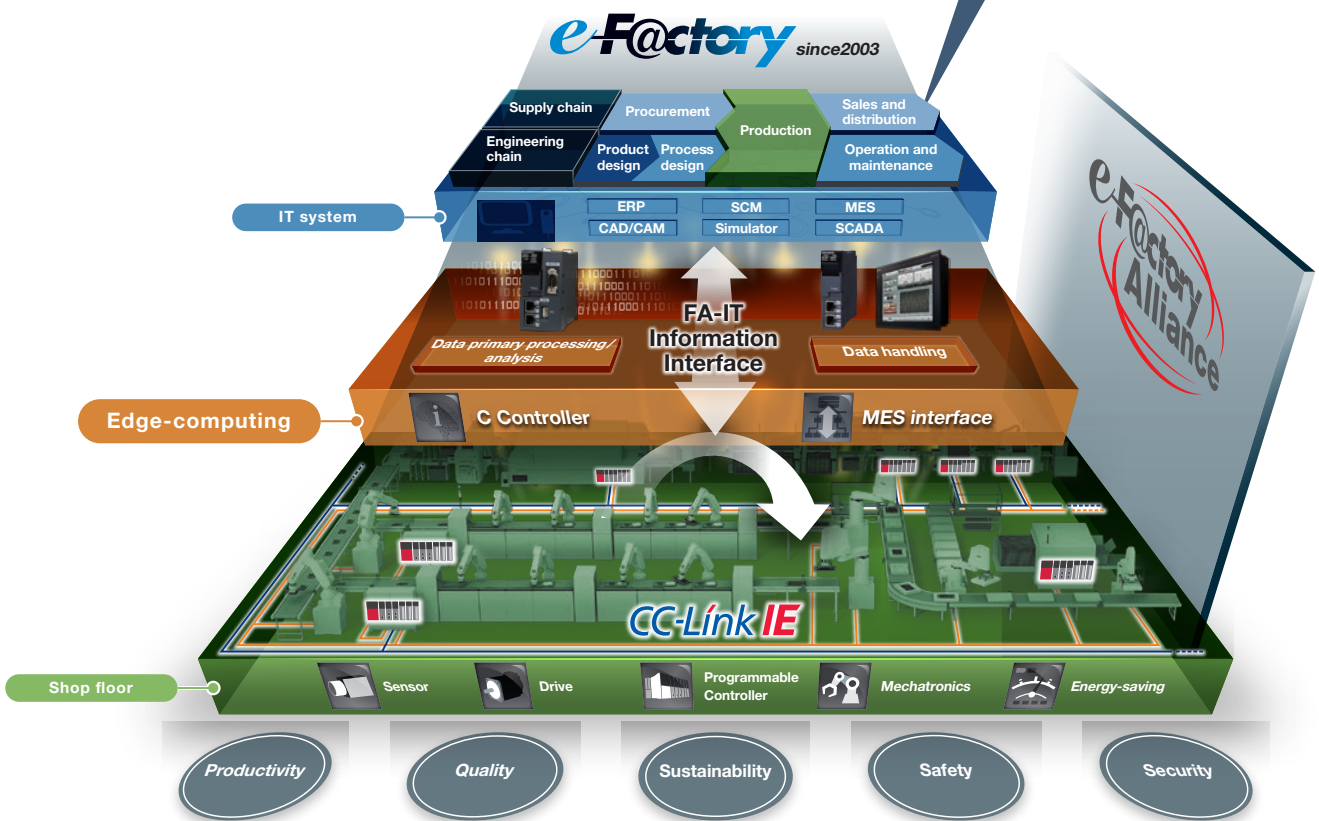 e-F@ctory since2003
Supply chain
Procurement
Production
Sales and
distribution
Engineering
chain
Product
design
Process
design
Operation and
maintenance
IT system
ERP
SCM
MES
CAD/CAM
Simulator
SCADA
FA-IT
Information
Interface
Data primary processing/
analysis
Data handling
Edge-computing
C Controller
MES interface
e-F@ctory
Alliance
CC-Link IE
Shop floor
Sensor
Drive
Programmable
Controller
Mechatronics
Energy-saving
Productivity
Quality
Sustainability
Safety
Security